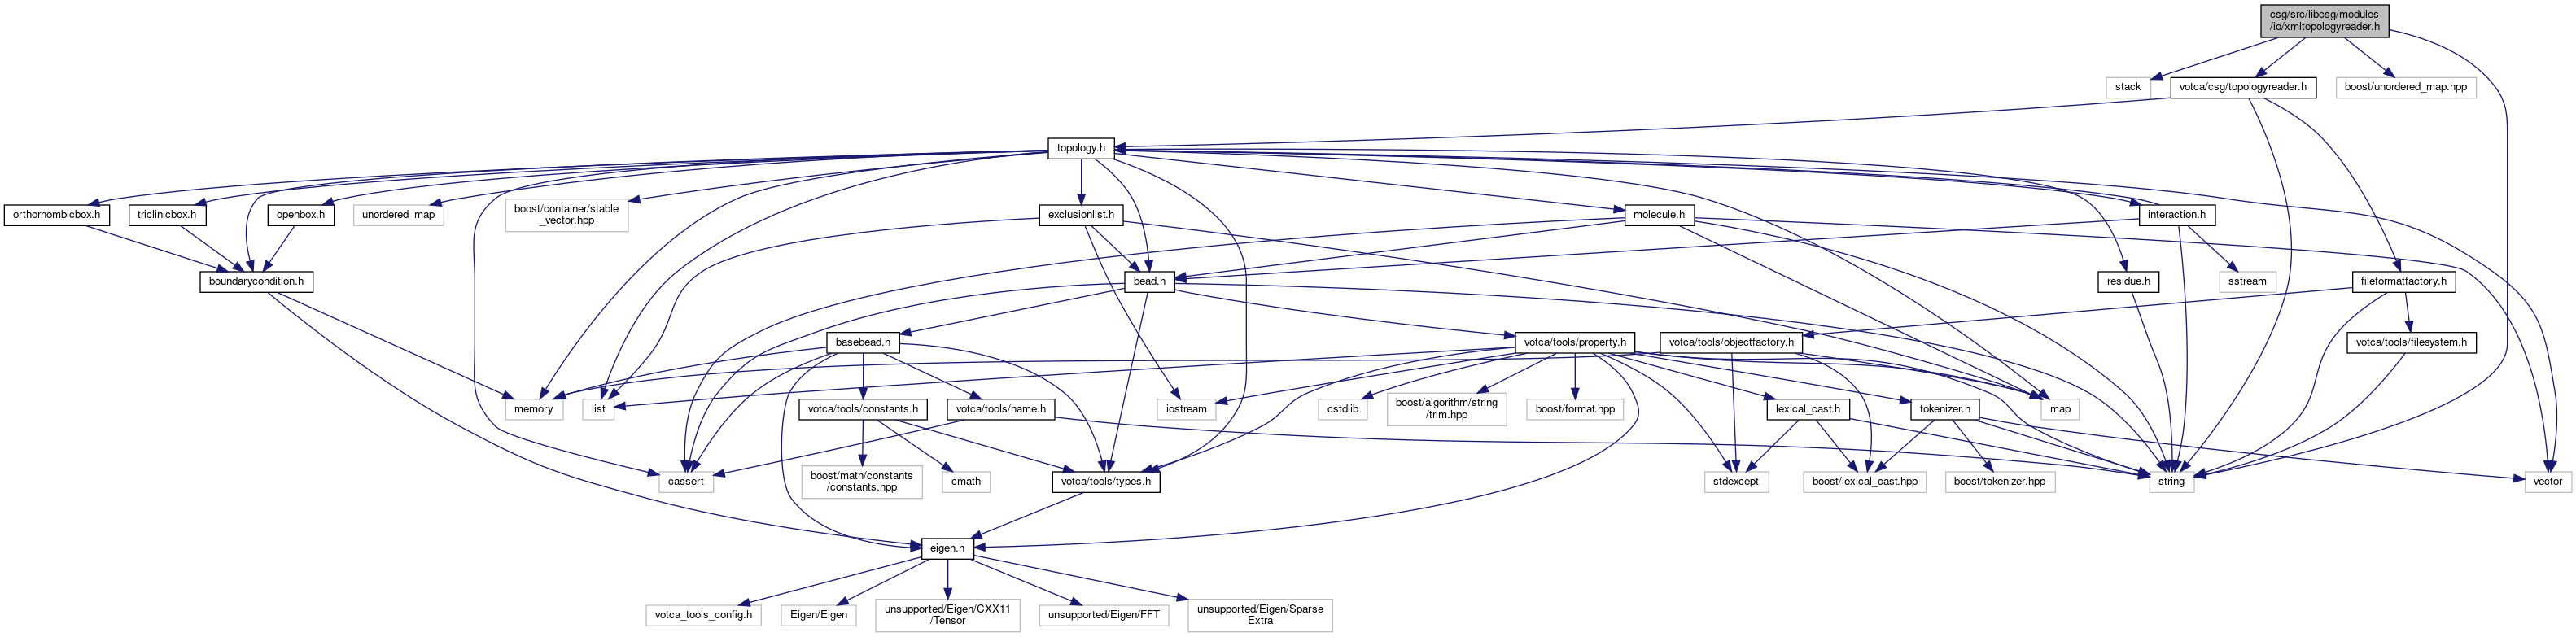 csg/src/libcsg/modules
/io/xmltopologyreader.h
stack
votca/csg/topologyreader.h
boost/unordered_map.hpp
topology.h
orthorhombicbox.h
triclinicbox.h
openbox.h
unordered_map
boost/container/stable
_vector.hpp
exclusionlist.h
molecule.h
interaction.h
boundarycondition.h
bead.h
residue.h
sstream
fileformatfactory.h
basebead.h
votca/tools/property.h
votca/tools/objectfactory.h
votca/tools/filesystem.h
memory
list
votca/tools/constants.h
votca/tools/name.h
iostream
cstdlib
boost/algorithm/string
/trim.hpp
boost/format.hpp
lexical_cast.h
tokenizer.h
map
cassert
boost/math/constants
/constants.hpp
cmath
votca/tools/types.h
stdexcept
boost/lexical_cast.hpp
boost/tokenizer.hpp
string
vector
eigen.h
votca_tools_config.h
Eigen/Eigen
unsupported/Eigen/CXX11
/Tensor
unsupported/Eigen/FFT
unsupported/Eigen/Sparse
Extra